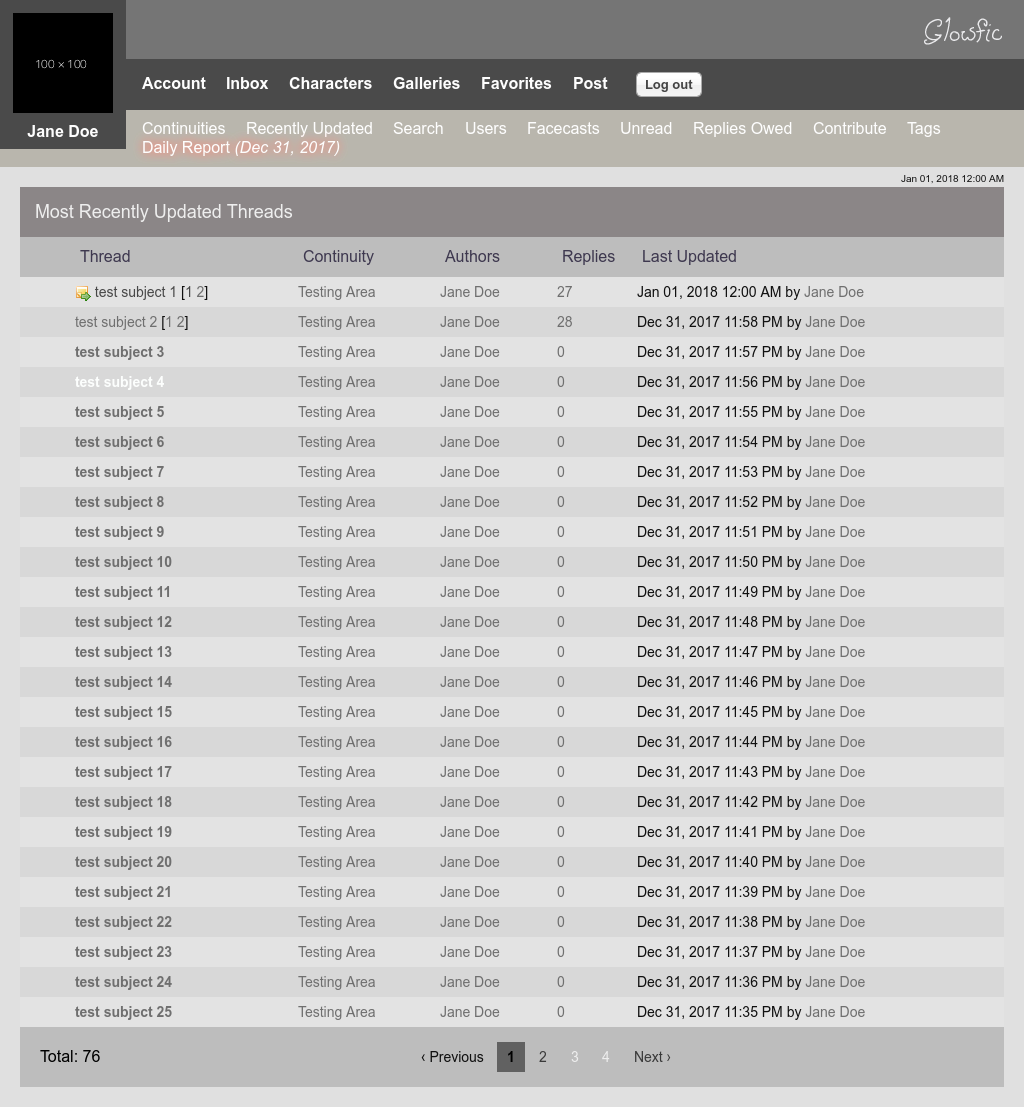 Glowfic
100 × 100
Jane Doe
Account Inbox Characters Galleries Favorites Post Log out
Continuities Recently Updated Search Users Facecasts Unread Replies Owed Contribute Tags
Daily Report (Dec 31, 2017)
Jan 01, 2018 12:00 AM
Most Recently Updated Threads
Thread Continuity Authors Replies Last Updated
test subject 1 [1 2] Testing Area Jane Doe 27 Jan 01, 2018 12:00 AM by Jane Doe
test subject 2 [1 2] Testing Area Jane Doe 28 Dec 31, 2017 11:58 PM by Jane Doe
test subject 3 Testing Area Jane Doe 0 Dec 31, 2017 11:57 PM by Jane Doe
test subject 4 Testing Area Jane Doe 0 Dec 31, 2017 11:56 PM by Jane Doe
test subject 5 Testing Area Jane Doe 0 Dec 31, 2017 11:55 PM by Jane Doe
test subject 6 Testing Area Jane Doe 0 Dec 31, 2017 11:54 PM by Jane Doe
test subject 7 Testing Area Jane Doe 0 Dec 31, 2017 11:53 PM by Jane Doe
test subject 8 Testing Area Jane Doe 0 Dec 31, 2017 11:52 PM by Jane Doe
test subject 9 Testing Area Jane Doe 0 Dec 31, 2017 11:51 PM by Jane Doe
test subject 10 Testing Area Jane Doe 0 Dec 31, 2017 11:50 PM by Jane Doe
test subject 11 Testing Area Jane Doe 0 Dec 31, 2017 11:49 PM by Jane Doe
test subject 12 Testing Area Jane Doe 0 Dec 31, 2017 11:48 PM by Jane Doe
test subject 13 Testing Area Jane Doe 0 Dec 31, 2017 11:47 PM by Jane Doe
test subject 14 Testing Area Jane Doe 0 Dec 31, 2017 11:46 PM by Jane Doe
test subject 15 Testing Area Jane Doe 0 Dec 31, 2017 11:45 PM by Jane Doe
test subject 16 Testing Area Jane Doe 0 Dec 31, 2017 11:44 PM by Jane Doe
test subject 17 Testing Area Jane Doe 0 Dec 31, 2017 11:43 PM by Jane Doe
test subject 18 Testing Area Jane Doe 0 Dec 31, 2017 11:42 PM by Jane Doe
test subject 19 Testing Area Jane Doe 0 Dec 31, 2017 11:41 PM by Jane Doe
test subject 20 Testing Area Jane Doe 0 Dec 31, 2017 11:40 PM by Jane Doe
test subject 21 Testing Area Jane Doe 0 Dec 31, 2017 11:39 PM by Jane Doe
test subject 22 Testing Area Jane Doe 0 Dec 31, 2017 11:38 PM by Jane Doe
test subject 23 Testing Area Jane Doe 0 Dec 31, 2017 11:37 PM by Jane Doe
test subject 24 Testing Area Jane Doe 0 Dec 31, 2017 11:36 PM by Jane Doe
test subject 25 Testing Area Jane Doe 0 Dec 31, 2017 11:35 PM by Jane Doe
Total: 76 ‹ Previous 1 2 3 4 Next ›